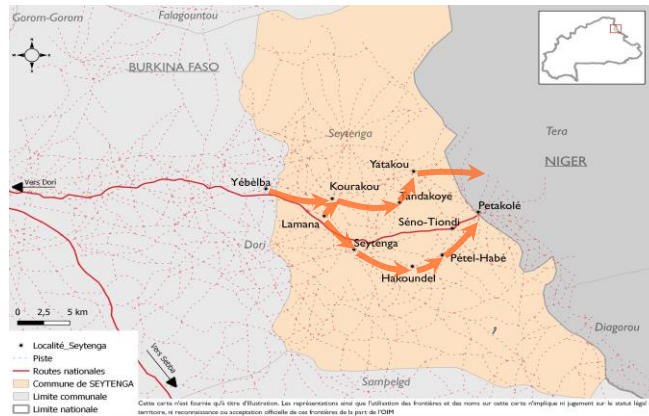 Gorom-Gorom
Falagountou
BURKINA FASO
Seytenga
Tera
NIGER
Yatakou
Vers Dori
Yébèlba
Kourakou
Tandakoyé
Petakolé
Lamana
Séno-Tiondi
Dori
Seytenga
Pétel-Habé
Hakoundel
0 2,5 5 km
Diagorou
Localité_Seytenga
Piste
Routes nationales
Commune de SEYTENGA
Limite communale
Limite nationale
Vers Sebba
Sampelga
Cette carte n'est fournie qu'à titre d'illustration. Les représentations ainsi que l'utilisation des frontières et des noms sur cette carte n'implique ni jugement sur le statut légal
territoire, ni reconnaissance ou acceptation officielle de ces frontières de la part de l'OIM